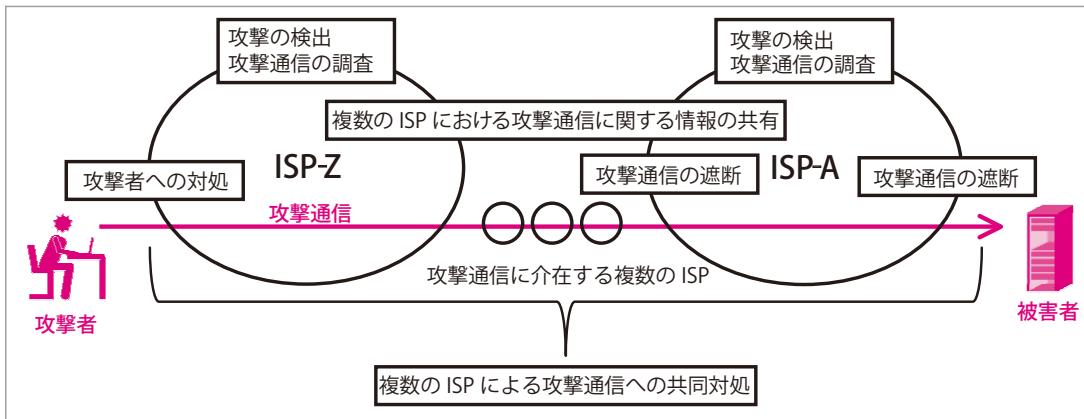 攻撃の検出
攻撃通信の調査
攻撃の検出
攻撃通信の調査
複数の ISP における攻撃通信に関する情報の共有
攻撃者への対処
ISP-Z
攻撃通信の遮断
ISP-A
攻撃通信の遮断
攻撃通信
攻撃通信に介在する複数の ISP
攻撃者
被害者
複数の ISP による攻撃通信への共同対処